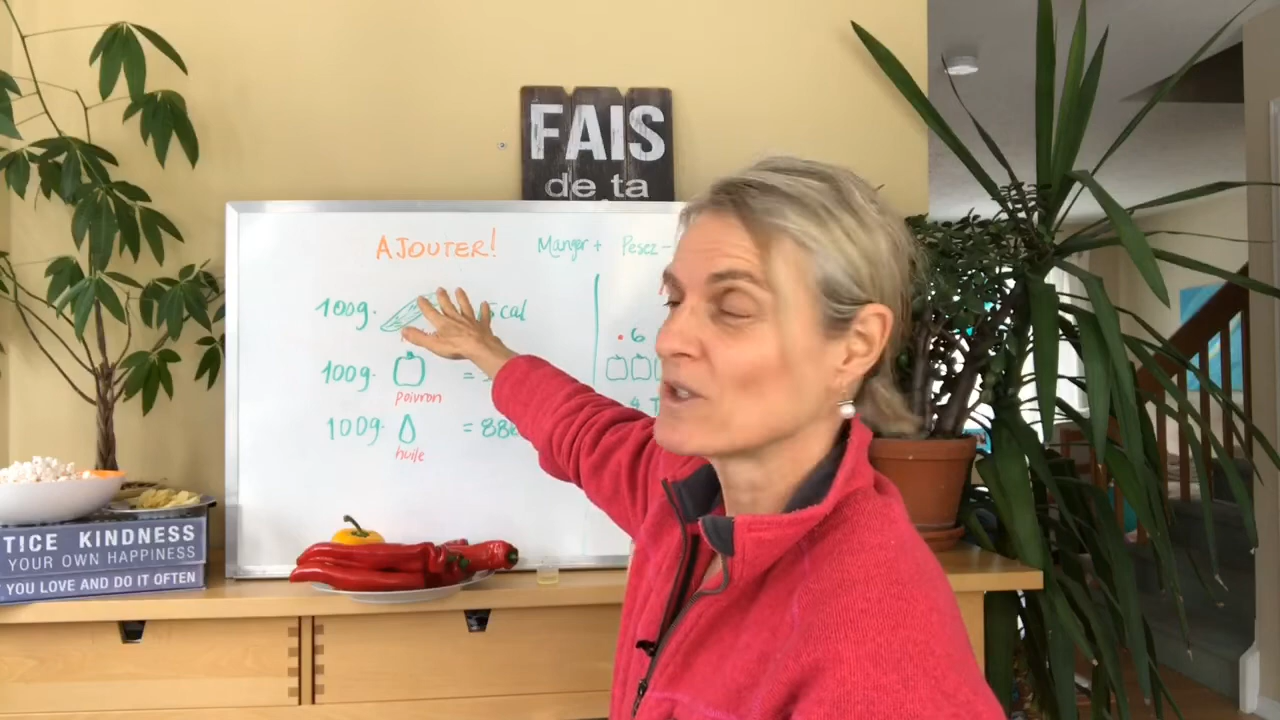 FAIS
de ta
AJOUTER!
Manger +
Pesez -
100g.
cal
6
100g.
=
poivron
100g.
= 88
huile
TICE KINDNESS
YOUR OWN HAPPINESS
YOU LOVE AND DO IT OFTEN